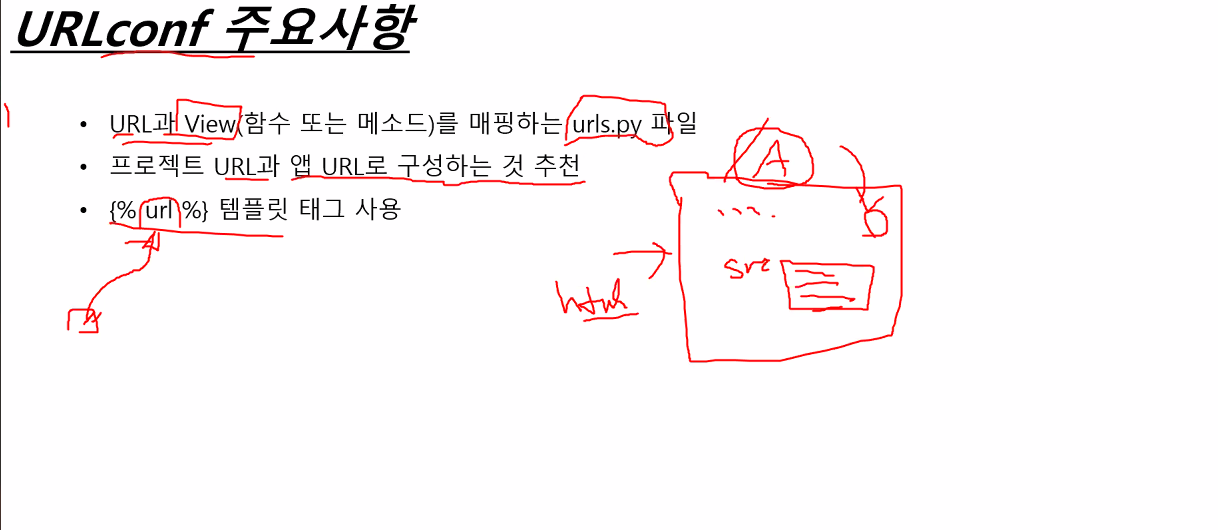 URLconf 주요사항
• URL과 View(함수 또는 메소드)를 매핑하는 urls.py 파일
• 프로젝트 URL과 앱 URL로 구성하는 것 추천
• {% url %} 템플릿 태그 사용
A
src
html